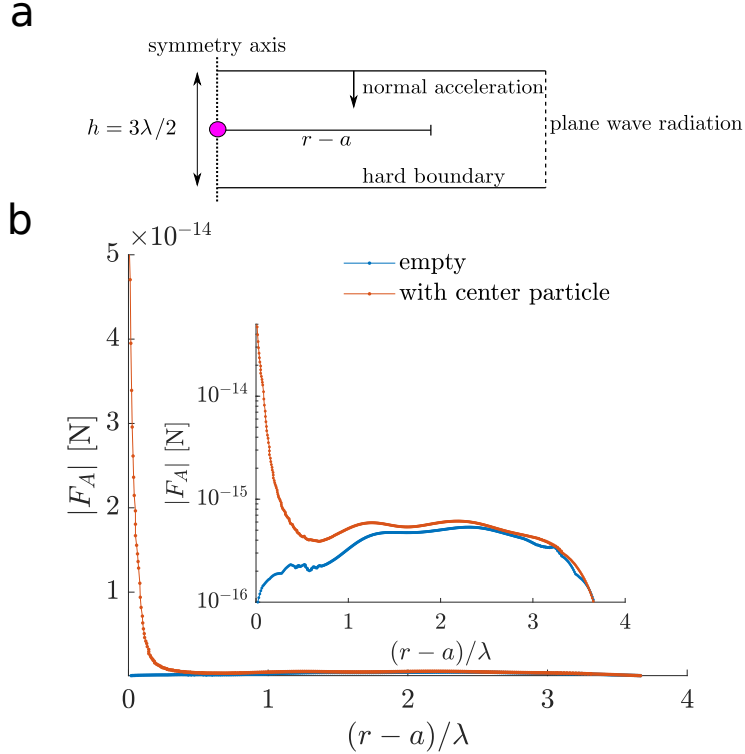 a
symmetry axis
normal acceleration
h = 3λ/2
plane wave radiation
r − a
hard boundary
b
×10⁻¹⁴
5
4
3
2
1
|F_A| [N]
empty
with center particle
10⁻¹⁴
10⁻¹⁵
10⁻¹⁶
|F_A| [N]
0 1 2 3 4
(r − a)/λ
0 1 2 3 4
(r − a)/λ